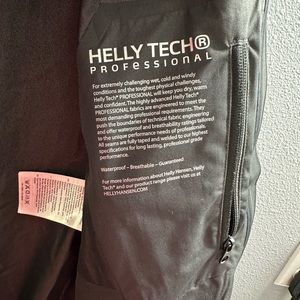 HELLY TECH®
PROFESSIONAL
For extremely challenging wet, cold and windy
conditions and the toughest physical challenges,
Helly Tech® PROFESSIONAL will keep you dry, warm
and confident. The highly advanced Helly Tech®
PROFESSIONAL fabrics are engineered to meet the
most demanding professional requirements. They
push the boundaries of technical fabric engineering
and offer waterproof and breathability ratings tailored
to the unique performance needs of professionals.
All seams are fully taped and welded to our highest
specifications for long lasting, professional grade
performance.
Waterproof – Breathable – Guaranteed
For more information about Helly Hansen, Helly
Tech® and our product range please visit us at
HELLYHANSEN.COM